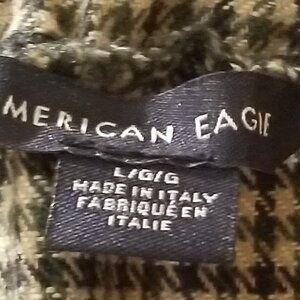 MERICAN EAGLE
L/G/G
MADE IN ITALY
FABRIQUÉ EN
ITALIE